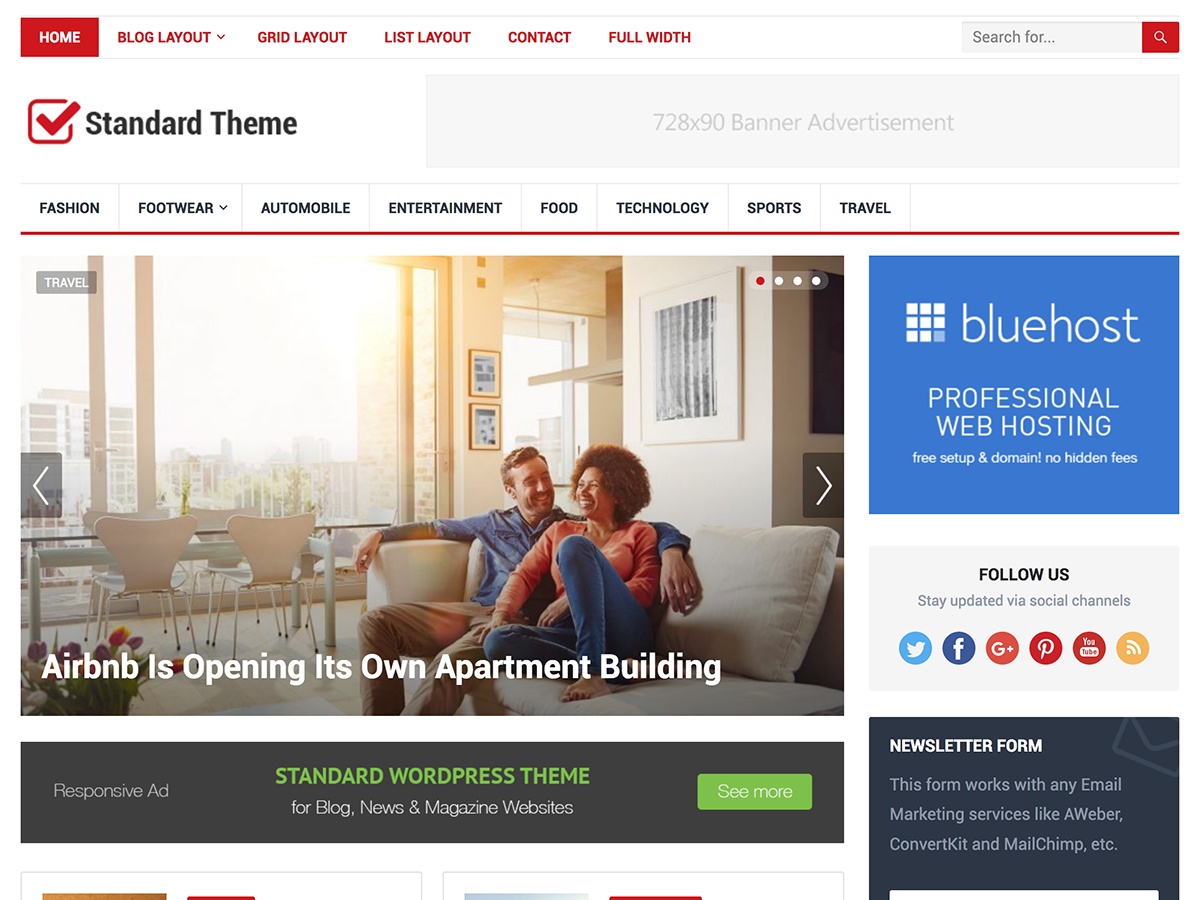 HOME
BLOG LAYOUT
GRID LAYOUT
LIST LAYOUT
CONTACT
FULL WIDTH
Search for...
Standard Theme
728x90 Banner Advertisement
FASHION
FOOTWEAR
AUTOMOBILE
ENTERTAINMENT
FOOD
TECHNOLOGY
SPORTS
TRAVEL
TRAVEL
Airbnb Is Opening Its Own Apartment Building
bluehost
PROFESSIONAL
WEB HOSTING
free setup & domain! no hidden fees
FOLLOW US
Stay updated via social channels
G+
You
Tube
Responsive Ad
STANDARD WORDPRESS THEME
for Blog, News & Magazine Websites
See more
NEWSLETTER FORM
This form works with any Email
Marketing services like AWeber,
ConvertKit and MailChimp, etc.